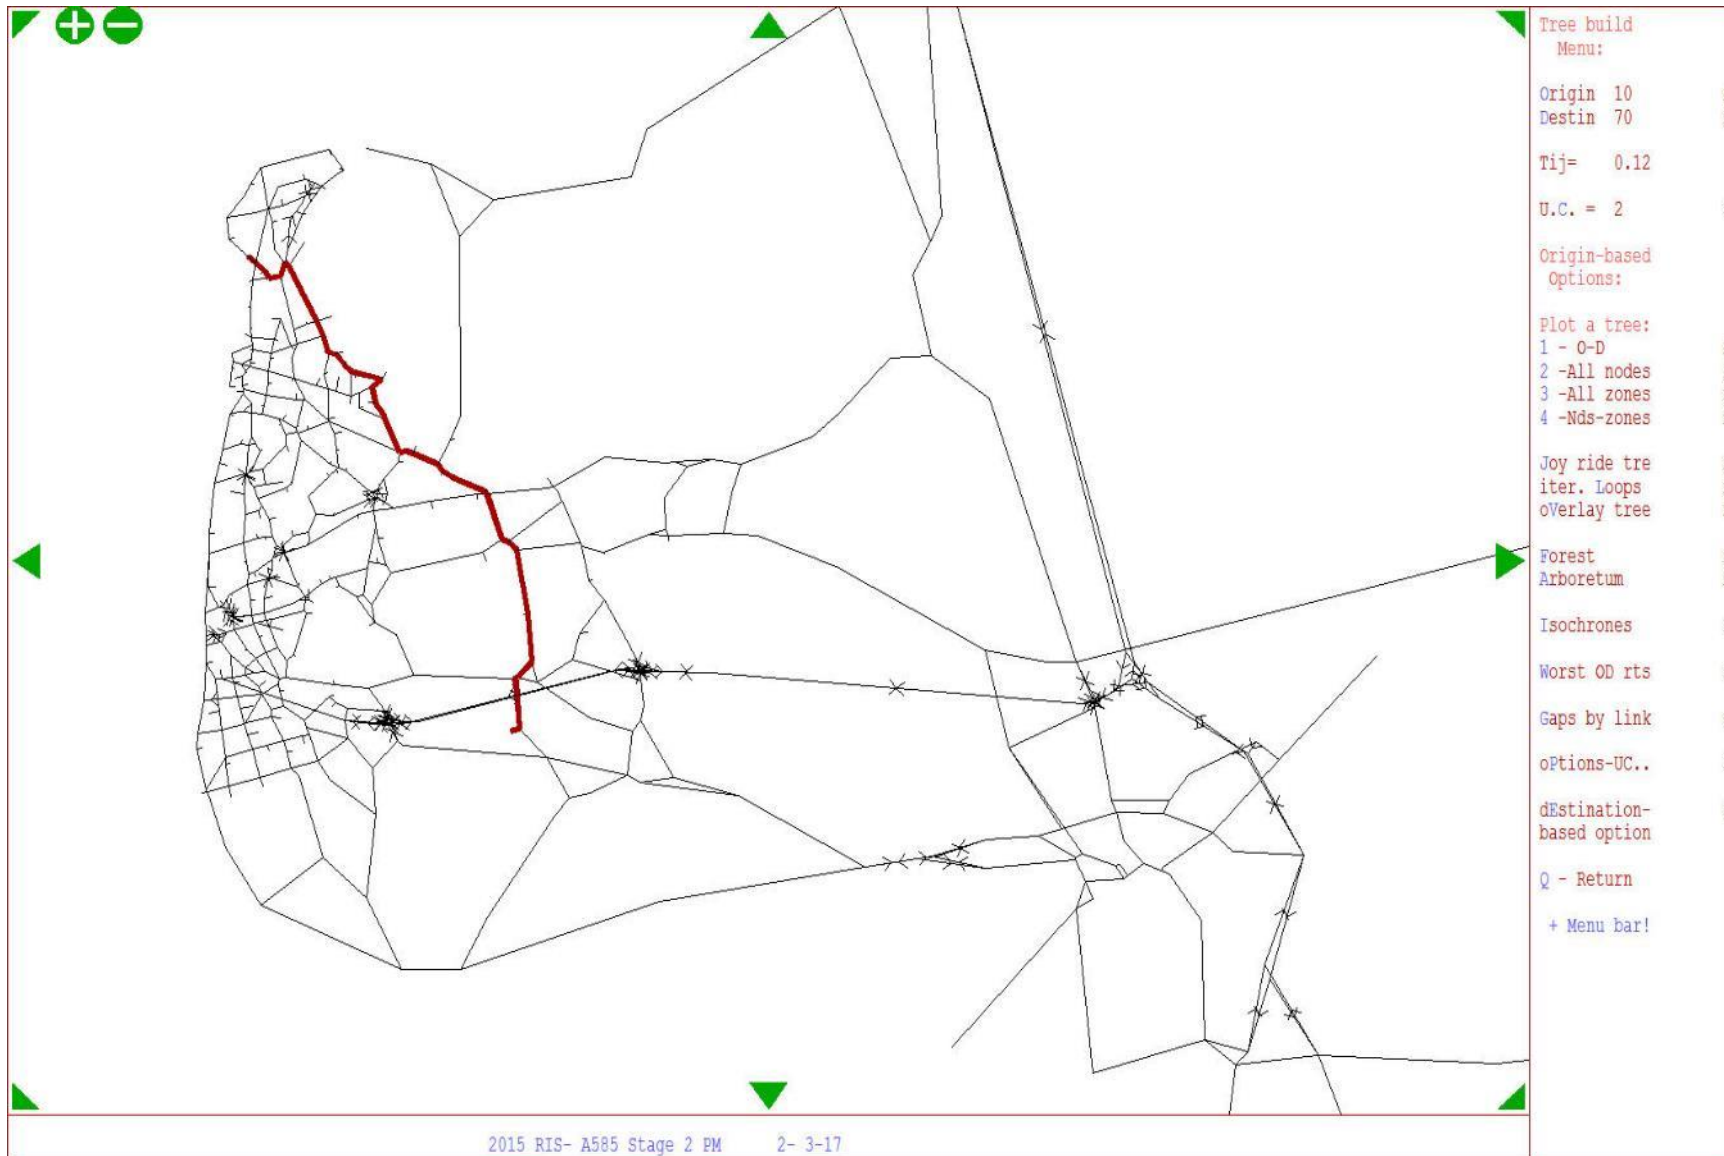 Tree build
Menu:
Origin 10
Destin 70
Tij= 0.12
U.C. = 2
Origin-based
Options:
Plot a tree:
1 - O-D
2 -All nodes
3 -All zones
4 -Nds-zones
Joy ride tre
iter. Loops
oVerlay tree
Forest
Arboretum
Isochrones
Worst OD rts
Gaps by link
oPtions-UC..
dEstination-
based option
Q - Return
+ Menu bar!
2015 RIS- A585 Stage 2 PM 2- 3-17